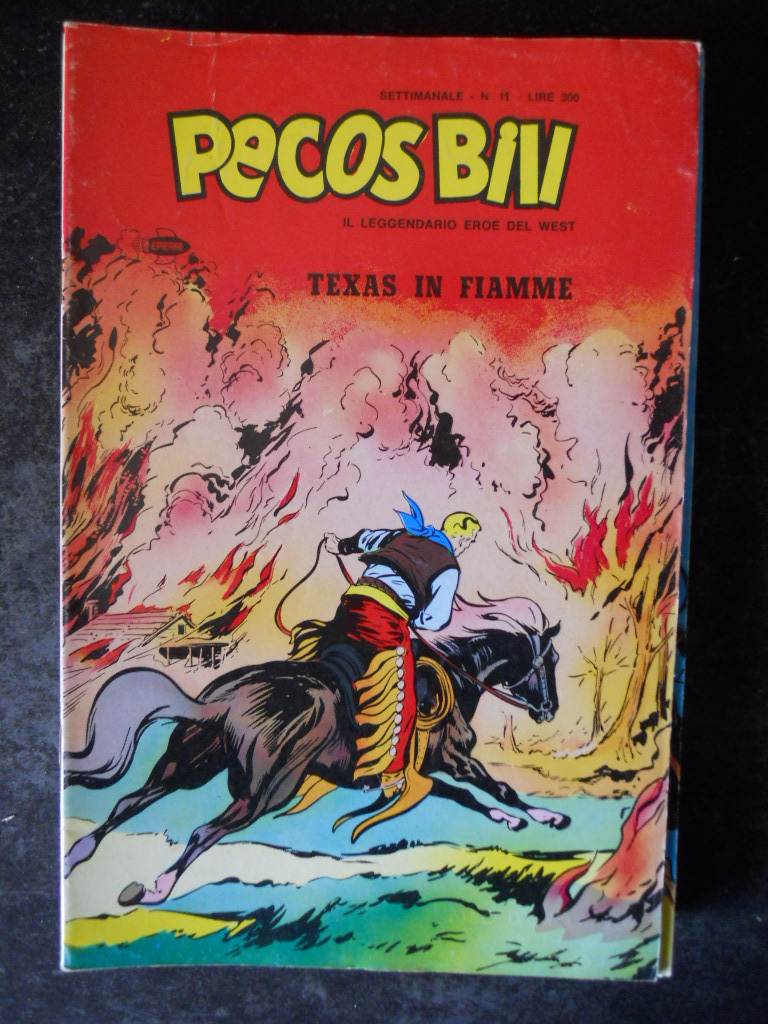 SETTIMANALE - N 11 - LIRE 300
PECOS BILL
IL LEGGENDARIO EROE DEL WEST
TEXAS IN FIAMME